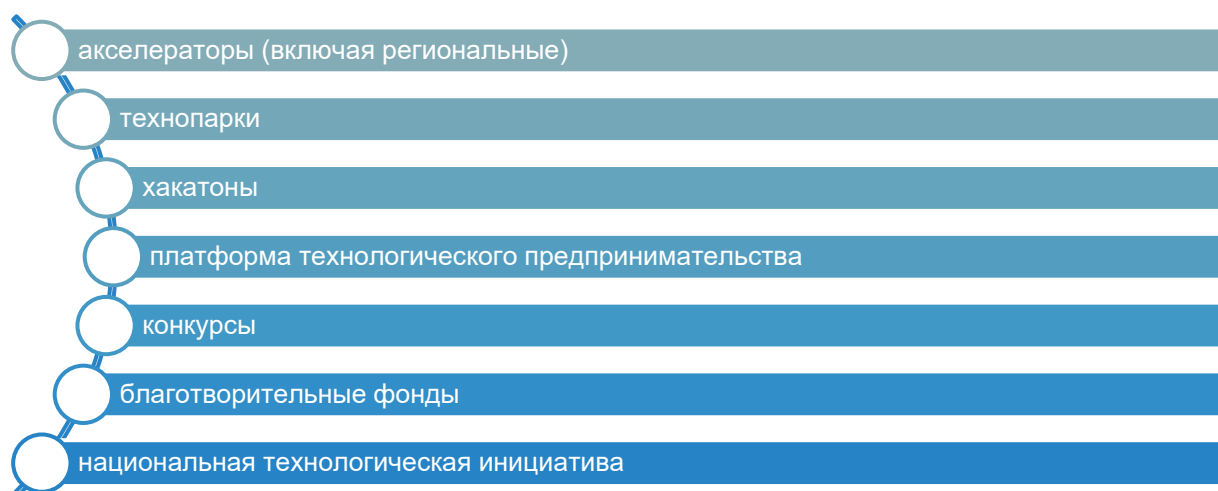 акселераторы (включая региональные)
технопарки
хакатоны
платформа технологического предпринимательства
конкурсы
благотворительные фонды
национальная технологическая инициатива